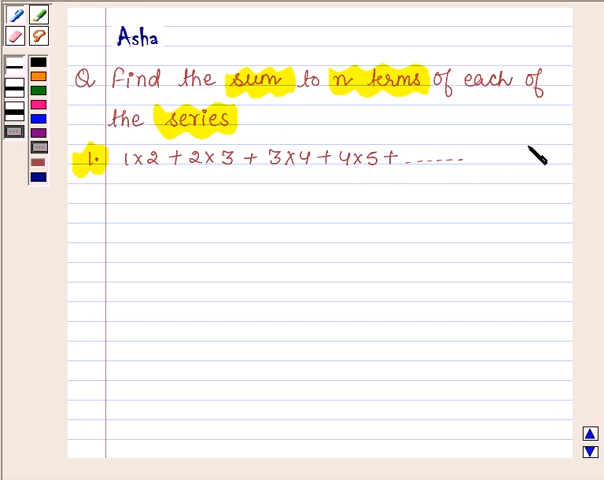 Asha
Q Find the sum to n terms of each of
the series
1. 1×2 + 2×3 + 3×4 + 4×5 + .......